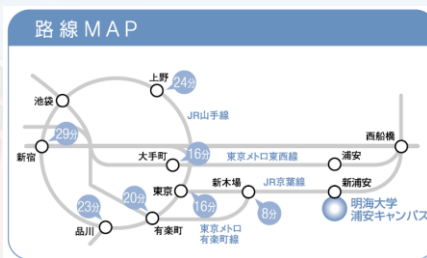 路線MAP
上野
24分
池袋
JR山手線
29分
西船橋
新宿
大手町
16分
東京メトロ東西線
浦安
東京
16分
新木場
JR京葉線
新浦安
23分
20分
8分
明海大学
浦安キャンパス
品川
有楽町
東京メトロ
有楽町線